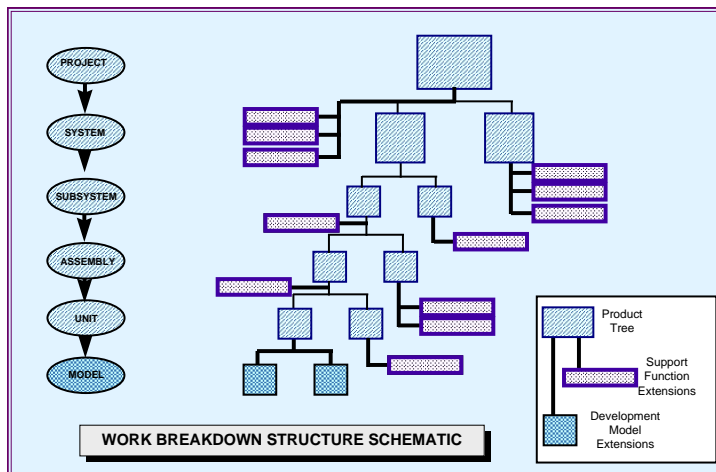 PROJECT
SYSTEM
SUBSYSTEM
ASSEMBLY
UNIT
MODEL
WORK BREAKDOWN STRUCTURE SCHEMATIC
Product
Tree
Support
Function
Extensions
Development
Model
Extensions